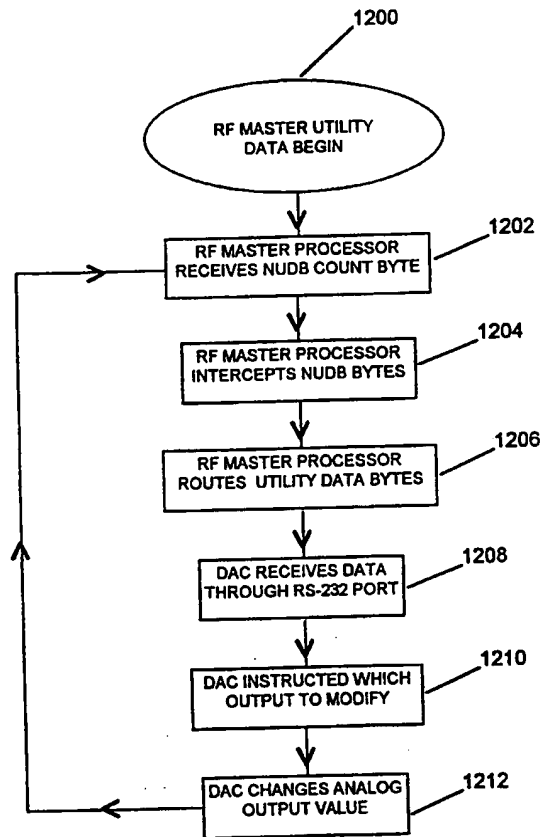 1200
RF MASTER UTILITY
DATA BEGIN
1202
RF MASTER PROCESSOR
RECEIVES NUDB COUNT BYTE
1204
RF MASTER PROCESSOR
INTERCEPTS NUDB BYTES
1206
RF MASTER PROCESSOR
ROUTES UTILITY DATA BYTES
1208
DAC RECEIVES DATA
THROUGH RS-232 PORT
1210
DAC INSTRUCTED WHICH
OUTPUT TO MODIFY
1212
DAC CHANGES ANALOG
OUTPUT VALUE